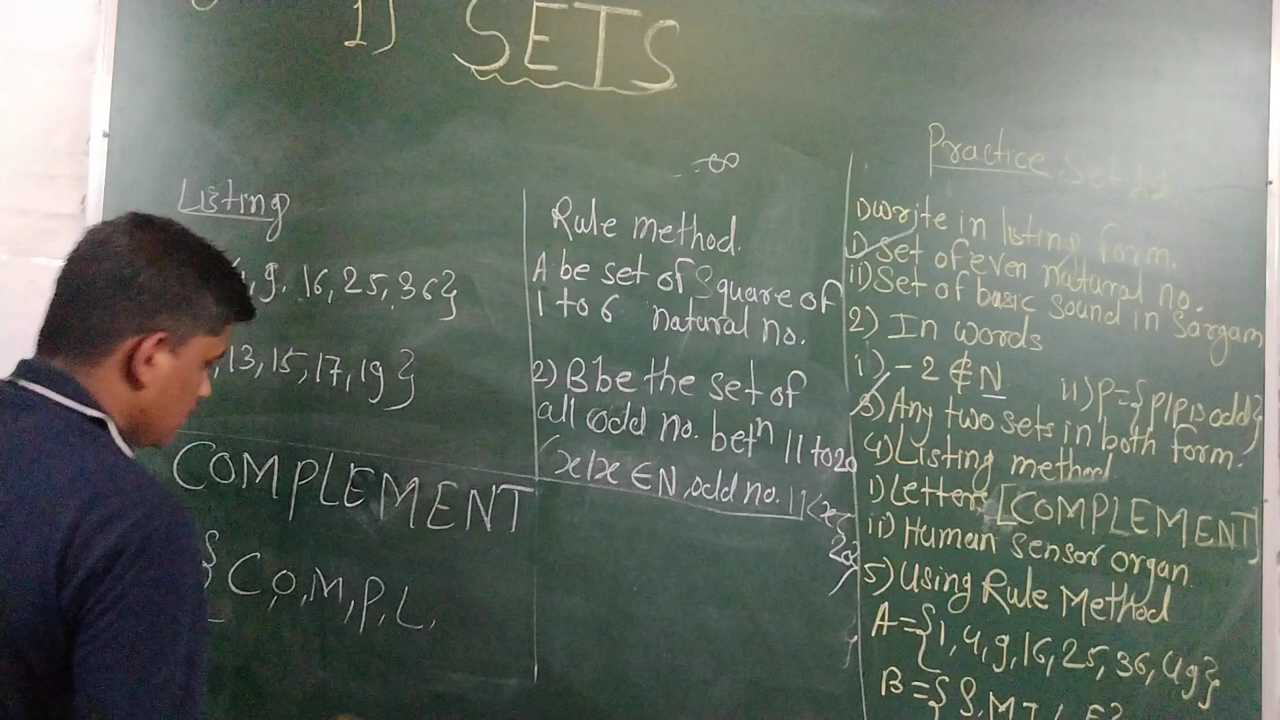 1) SETS
Listing
4, 9, 16, 25, 36}
, 13, 15, 17, 19}
COMPLEMENT
{C, O, M, P, L,
-∞
Rule method.
A be set of Square of
1 to 6 natural no.
2) B be the set of
all odd no. betn 11 to 20
(x/x ∈ N, odd no. 11<x<
20
}
Practice Set 1.1
1) Write in listing form.
i) Set of even natural no.
ii) Set of basic sound in Sargam
2) In words
i) -2 ∉ N ii) P={p/p is odd}
3) Any two sets in both form.
4) Listing method
i) Letters [COMPLEMENT]
ii) Human Sensor organ.
5) Using Rule Method
A={1, 4, 9, 16, 25, 36, 49}
B={S, M, I, L, E}